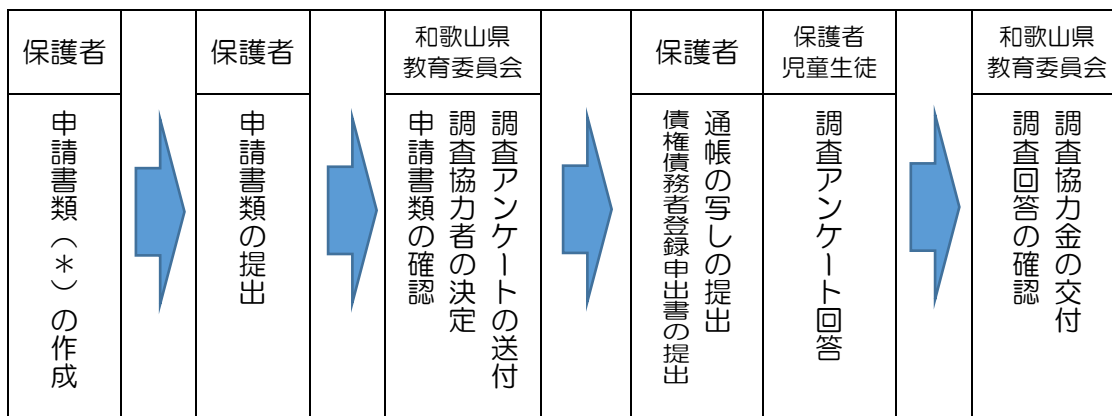 保護者
申請書類（＊）の作成
保護者
申請書類の提出
和歌山県
教育委員会
調査アンケートの送付
調査協力者の決定
申請書類の確認
保護者
通帳の写しの提出
債権債務者登録申出書の提出
保護者
児童生徒
調査アンケート回答
和歌山県
教育委員会
調査協力金の交付
調査回答の確認